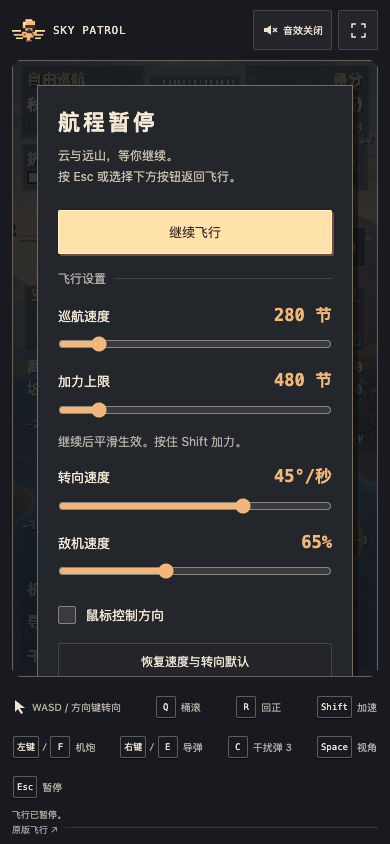 SKY PATROL
音效关闭
自由巡航
得分
航程暂停
云与远山，等你继续。
按 Esc 或选择下方按钮返回飞行。
继续飞行
飞行设置
巡航速度 280 节
加力上限 480 节
继续后平滑生效。按住 Shift 加力。
转向速度 45°/秒
敌机速度 65%
鼠标控制方向
恢复速度与转向默认
WASD / 方向键转向 Q 桶滚 R 回正 Shift 加速
左键 / F 机炮 右键 / E 导弹 C 干扰弹 3 Space 视角
Esc 暂停
飞行已暂停。
原版飞行 ↗